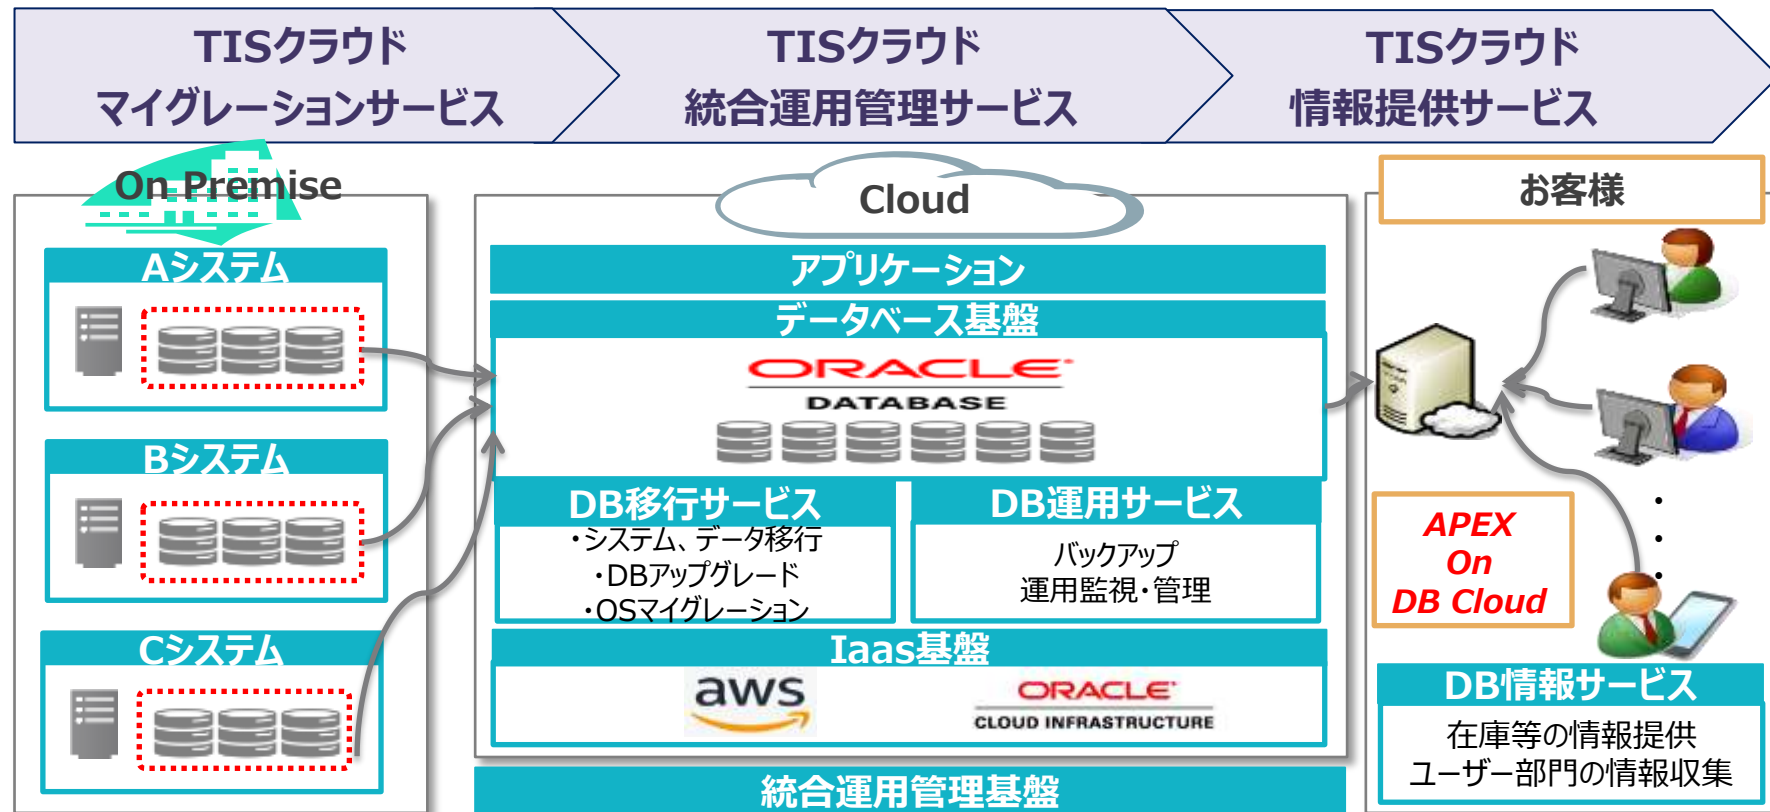 TISクラウド
マイグレーションサービス
TISクラウド
統合運用管理サービス
TISクラウド
情報提供サービス
On Premise
Aシステム
Bシステム
Cシステム
Cloud
アプリケーション
データベース基盤
ORACLE
DATABASE
DB移行サービス
・システム、データ移行
・DBアップグレード
・OSマイグレーション
DB運用サービス
バックアップ
運用監視・管理
Iaas基盤
aws
ORACLE
CLOUD INFRASTRUCTURE
統合運用管理基盤
お客様
・
・
・
APEX
On
DB Cloud
DB情報サービス
在庫等の情報提供
ユーザー部門の情報収集